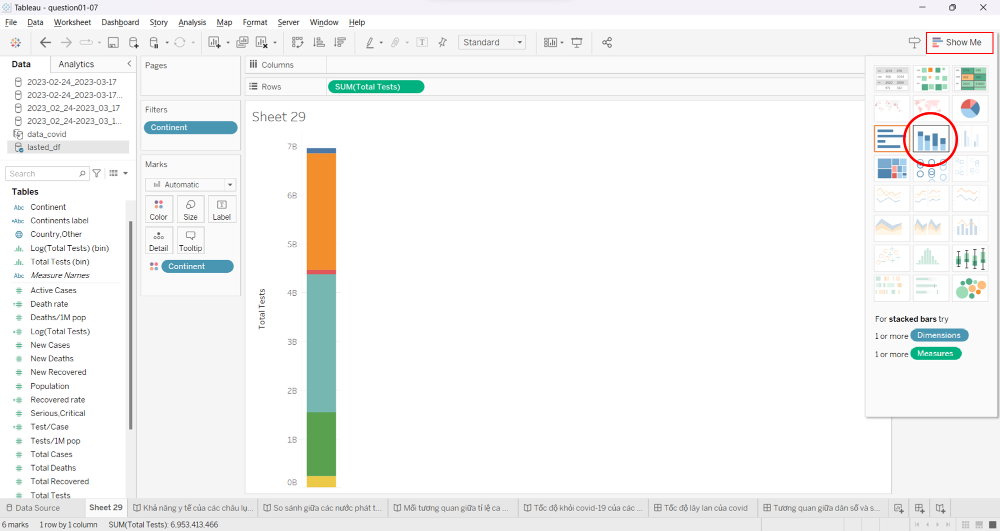 Tableau - question01-07
File Data Worksheet Dashboard Story Analysis Map Format Server Window Help
Standard
Show Me
Data Analytics
2023-02-24_2023-03-17
2023-02-24_2023-03-17...
2023_02_24-2023_03_17
2023_02_24-2023_03_1...
data_covid
lasted_df
Search
Tables
Abc Continent
=Abc Continents label
Country,Other
Log(Total Tests) (bin)
Total Tests (bin)
Abc Measure Names
# Active Cases
=# Death rate
# Deaths/1M pop
=# Log(Total Tests)
# New Cases
# New Deaths
# New Recovered
# Population
=# Recovered rate
# Serious,Critical
=# Test/Case
# Tests/1M pop
# Total Cases
# Total Deaths
# Total Recovered
# Total Tests
Pages
Filters
Continent
Marks
Automatic
Color Size Label
Detail Tooltip
Continent
Columns
Rows SUM(Total Tests)
Sheet 29
7B
6B
5B
4B
3B
2B
1B
0B
Total Tests
For stacked bars try
1 or more Dimensions
1 or more Measures
Data Source Sheet 29 Khả năng y tế của các châu lụ... So sánh giữa các nước phát t... Mối tương quan giữa tỉ lệ ca ... Tốc độ khỏi covid-19 của các ... Tốc độ lây lan của covid Tương quan giữa dân số và s...
6 marks 1 row by 1 column SUM(Total Tests): 6,953,413,466